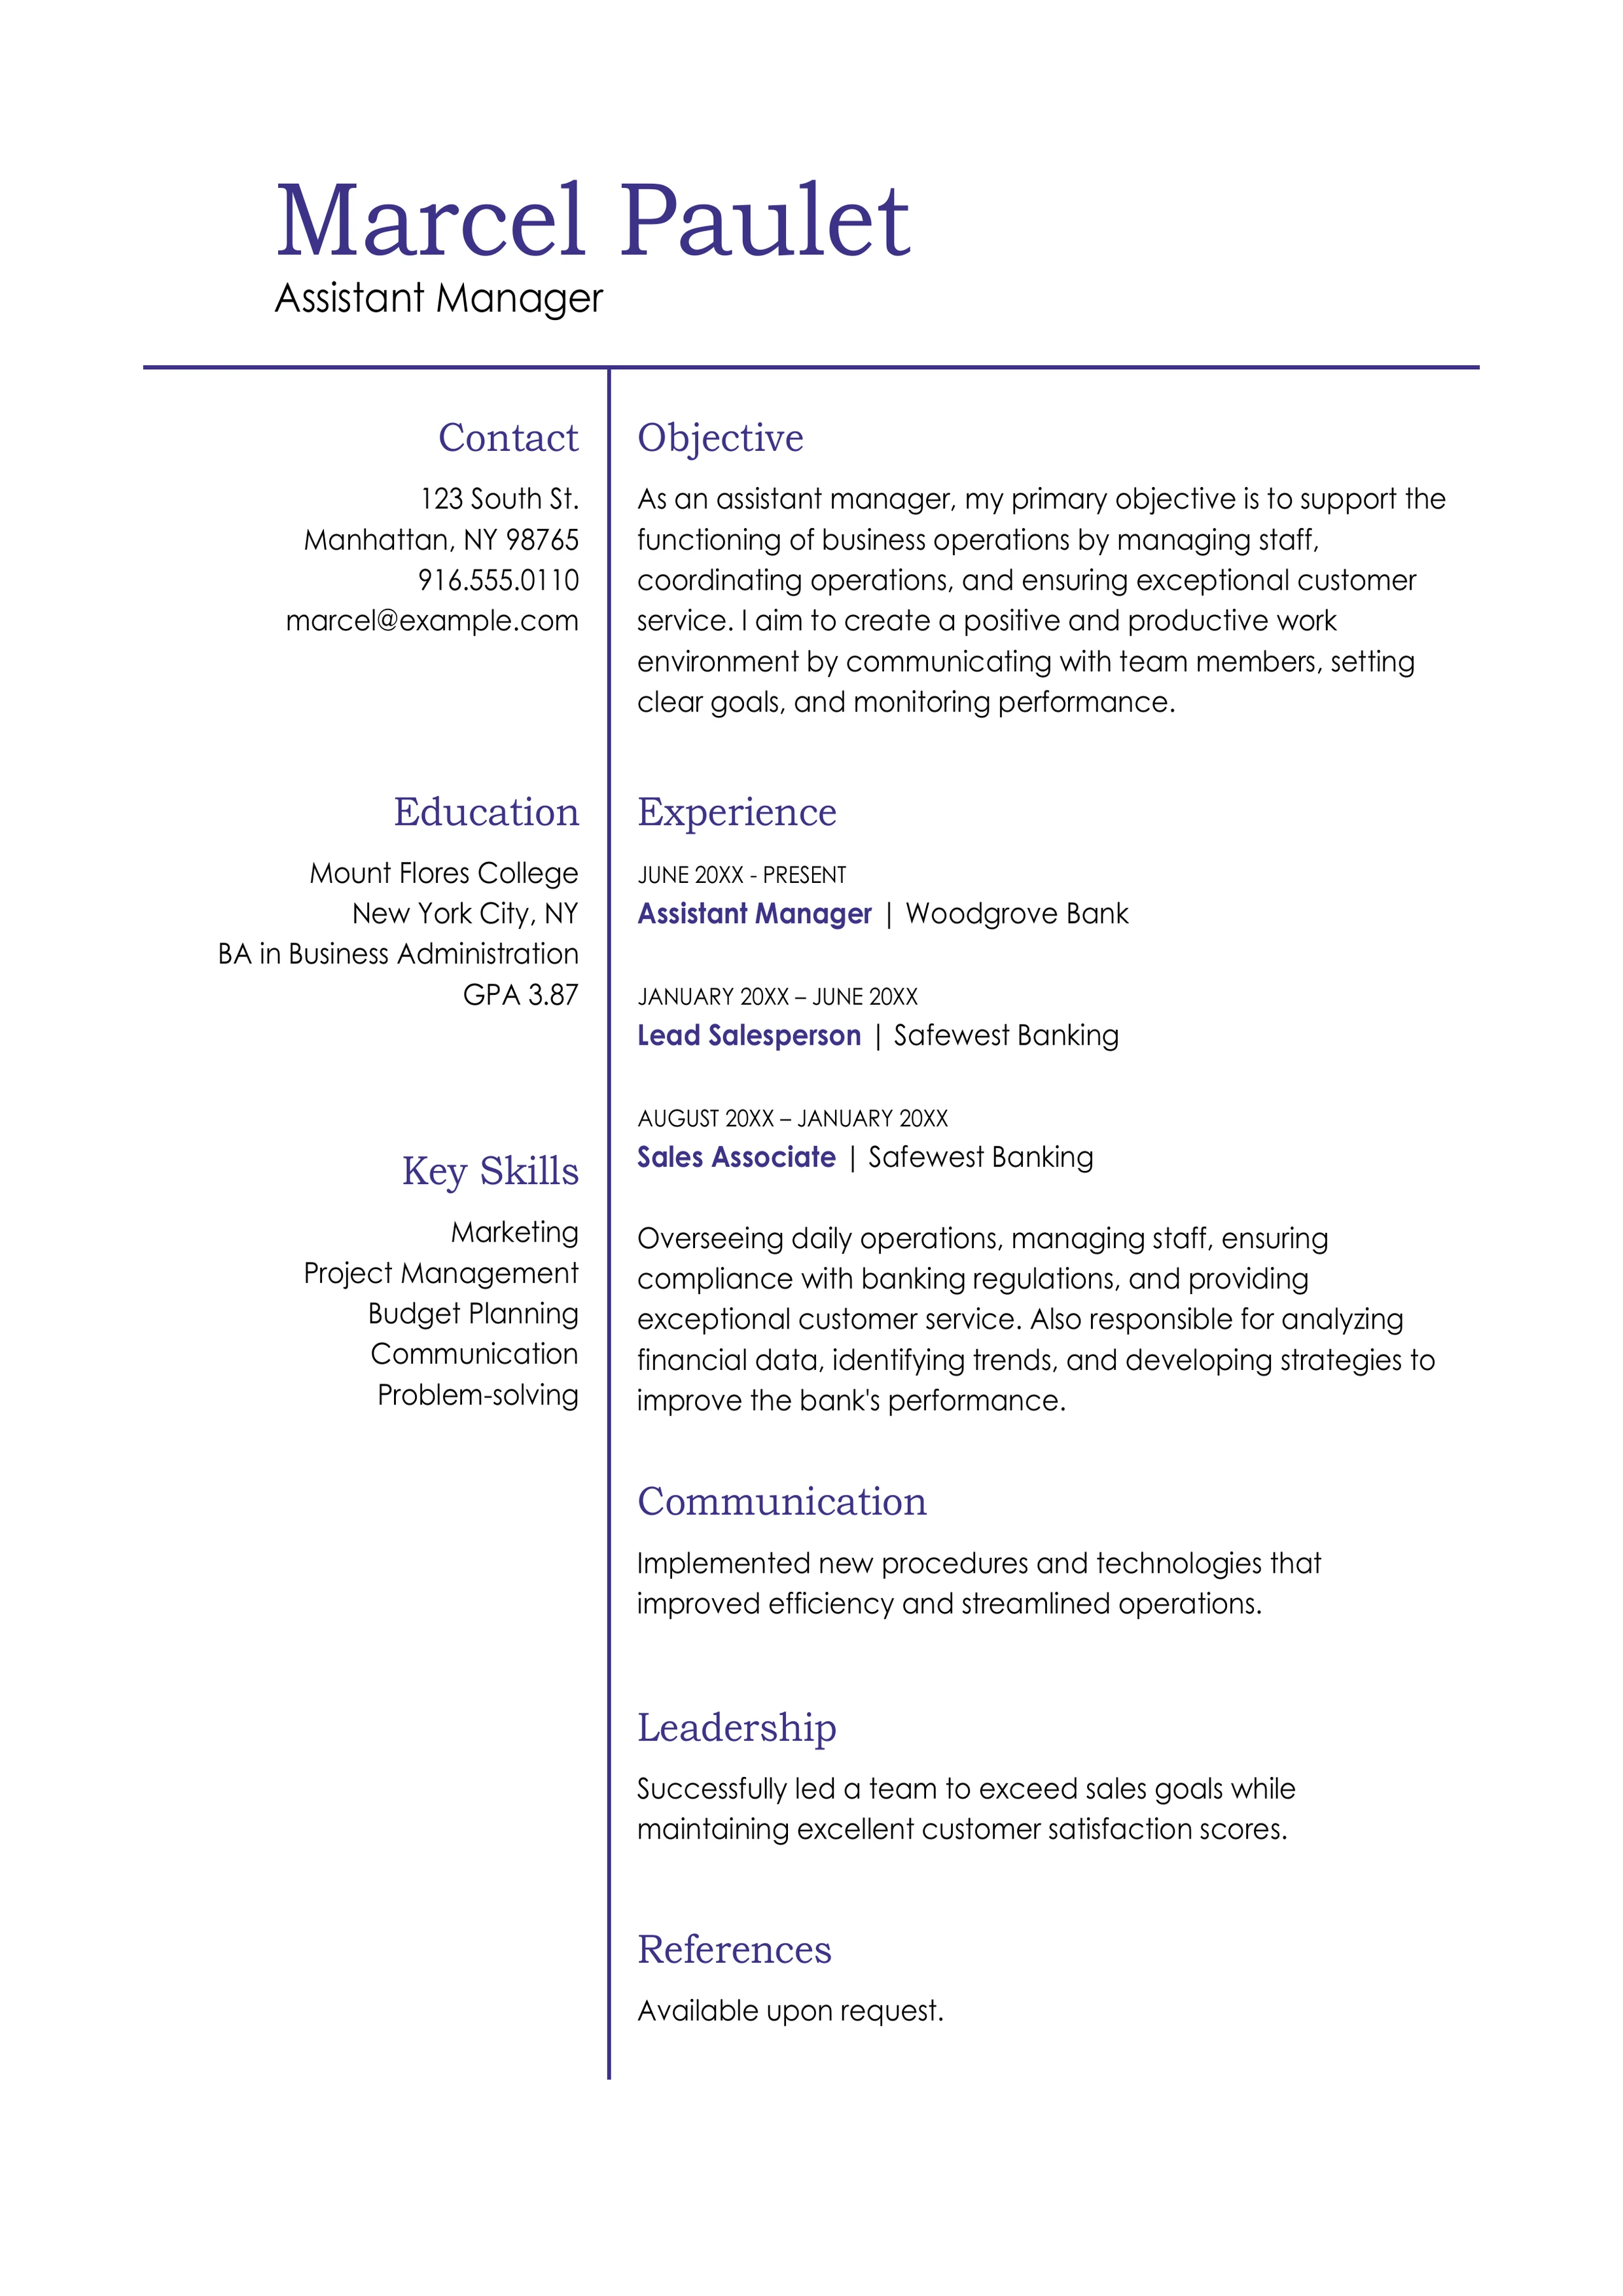 Marcel Paulet
Assistant Manager
Contact
123 South St.
Manhattan, NY 98765
916.555.0110
marcel@example.com
Education
Mount Flores College
New York City, NY
BA in Business Administration
GPA 3.87
Key Skills
Marketing
Project Management
Budget Planning
Communication
Problem-solving
Objective
As an assistant manager, my primary objective is to support the
functioning of business operations by managing staff,
coordinating operations, and ensuring exceptional customer
service. I aim to create a positive and productive work
environment by communicating with team members, setting
clear goals, and monitoring performance.
Experience
JUNE 20XX - PRESENT
Assistant Manager | Woodgrove Bank
JANUARY 20XX – JUNE 20XX
Lead Salesperson | Safewest Banking
AUGUST 20XX – JANUARY 20XX
Sales Associate | Safewest Banking
Overseeing daily operations, managing staff, ensuring
compliance with banking regulations, and providing
exceptional customer service. Also responsible for analyzing
financial data, identifying trends, and developing strategies to
improve the bank's performance.
Communication
Implemented new procedures and technologies that
improved efficiency and streamlined operations.
Leadership
Successfully led a team to exceed sales goals while
maintaining excellent customer satisfaction scores.
References
Available upon request.